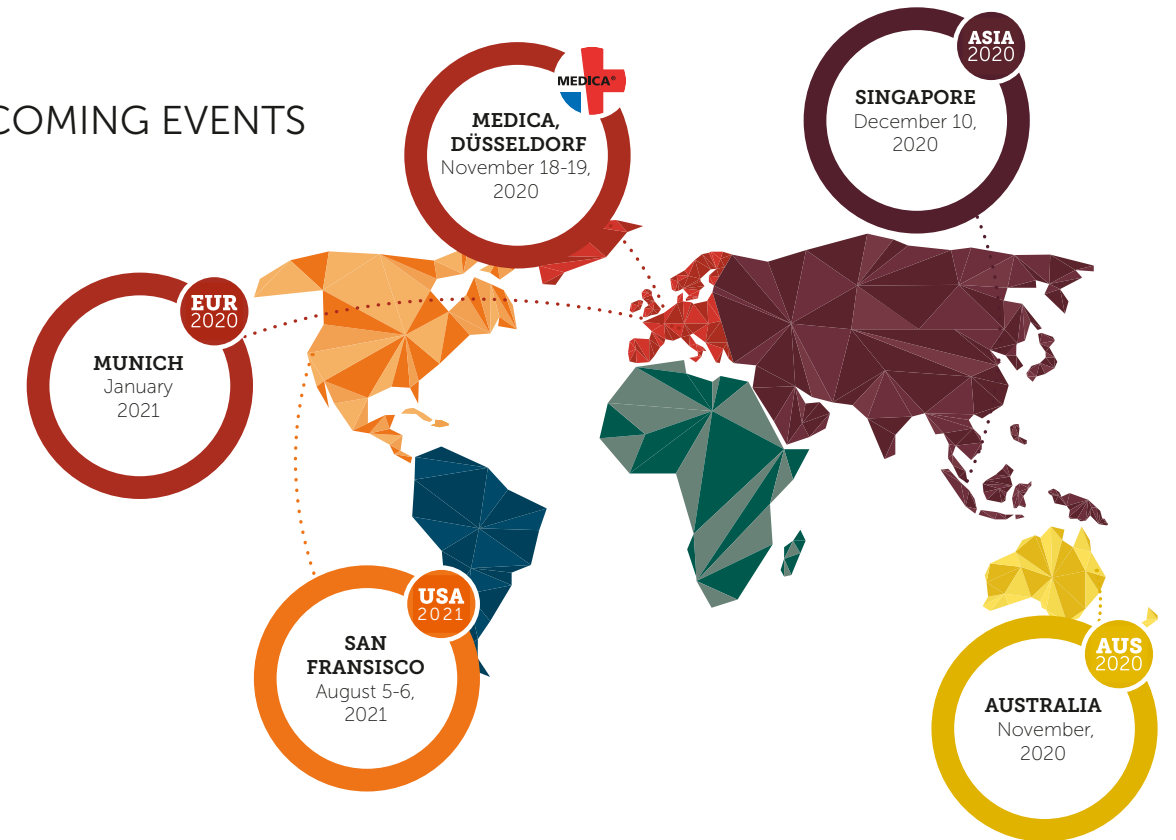 COMING EVENTS
MEDICA®
MEDICA,
DÜSSELDORF
November 18-19,
2020
ASIA
2020
SINGAPORE
December 10,
2020
EUR
2020
MUNICH
January
2021
USA
2021
SAN
FRANSISCO
August 5-6,
2021
AUS
2020
AUSTRALIA
November,
2020